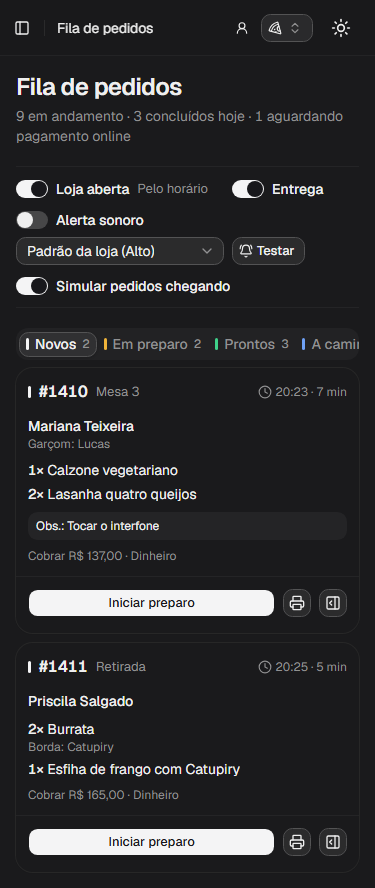 Fila de pedidos
Fila de pedidos
9 em andamento · 3 concluídos hoje · 1 aguardando
pagamento online
Loja aberta Pelo horário Entrega
Alerta sonoro
Padrão da loja (Alto) Testar
Simular pedidos chegando
Novos 2 Em preparo 2 Prontos 3 A camin
#1410 Mesa 3 20:23 · 7 min
Mariana Teixeira
Garçom: Lucas
1× Calzone vegetariano
2× Lasanha quatro queijos
Obs.: Tocar o interfone
Cobrar R$ 137,00 · Dinheiro
Iniciar preparo
#1411 Retirada 20:25 · 5 min
Priscila Salgado
2× Burrata
Borda: Catupiry
1× Esfiha de frango com Catupiry
Cobrar R$ 165,00 · Dinheiro
Iniciar preparo